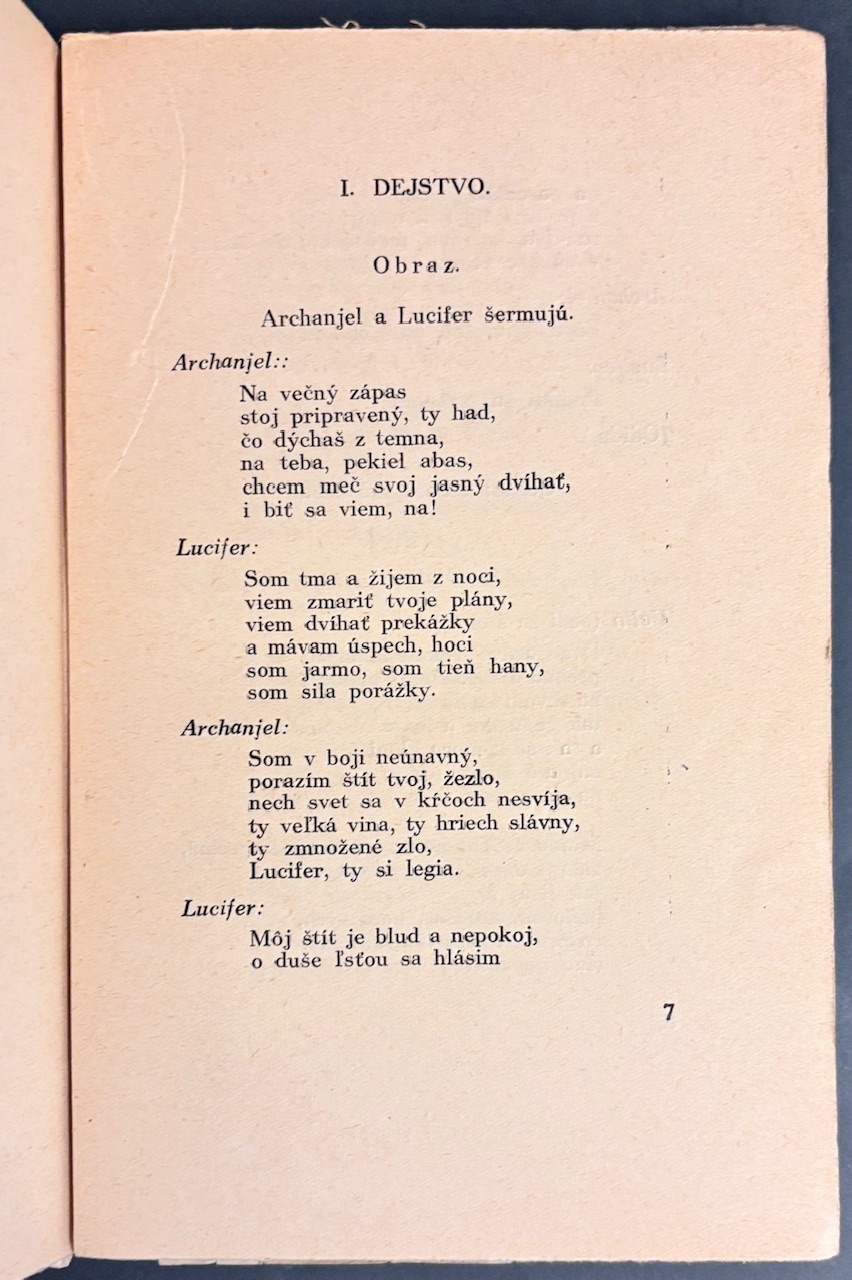 I. DEJSTVO.
Obraz.
Archanjel a Lucifer šermujú.
Archanjel::
Na večný zápas
stoj pripravený, ty had,
čo dýchaš z temna,
na teba, pekiel abas,
chcem meč svoj jasný dvíhať,
i biť sa viem, na!
Lucifer:
Som tma a žijem z noci,
viem zmariť tvoje plány,
viem dvíhať prekážky
a mávam úspech, hoci
som jarmo, som tieň hany,
som sila porážky.
Archanjel:
Som v boji neúnavný,
porazím štít tvoj, žezlo,
nech svet sa v kŕčoch nesvíja,
ty veľká vina, ty hriech slávny,
ty zmnožené zlo,
Lucifer, ty si legia.
Lucifer:
Môj štít je blud a nepokoj,
o duše ľsťou sa hlásim
7